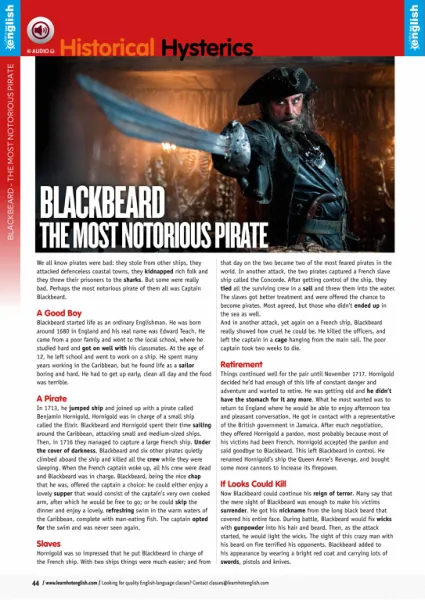 english
english
AUDIO
Historical Hysterics
BLACKBEARD - THE MOST NOTORIOUS PIRATE
BLACKBEARD
THE MOST NOTORIOUS PIRATE
We all know pirates were bad: they stole from other ships, they
attacked defenceless coastal towns, they kidnapped rich folk and
they threw their prisoners to the sharks. But some were really
bad. Perhaps the most notorious pirate of them all was Captain
Blackbeard.
A Good Boy
Blackbeard started life as an ordinary Englishman. He was born
around 1680 in England and his real name was Edward Teach. He
came from a poor family and went to the local school, where he
studied hard and got on well with his classmates. At the age of
12, he left school and went to work on a ship. He spent many
years working in the Caribbean, but he found life as a sailor
boring and hard. He had to get up early, clean all day and the food
was terrible.
A Pirate
In 1713, he jumped ship and joined up with a pirate called
Benjamin Hornigold. Hornigold was in charge of a small ship
called the Elixir. Blackbeard and Hornigold spent their time sailing
around the Caribbean, attacking small and medium-sized ships.
Then, in 1716 they managed to capture a large French ship. Under
the cover of darkness, Blackbeard and six other pirates quietly
climbed aboard the ship and killed all the crew while they were
sleeping. When the French captain woke up, all his crew were dead
and Blackbeard was in charge. Blackbeard, being the nice chap
that he was, offered the captain a choice: he could either enjoy a
lovely supper that would consist of the captain's very own cooked
arm, after which he would be free to go; or he could skip the
dinner and enjoy a lovely, refreshing swim in the warm waters of
the Caribbean, complete with man-eating fish. The captain opted
for the swim and was never seen again.
Slaves
Hornigold was so impressed that he put Blackbeard in charge of
the French ship. With two ships things were much easier; and from
that day on the two became two of the most feared pirates in the
world. In another attack, the two pirates captured a French slave
ship called the Concorde. After getting control of the ship, they
tied all the surviving crew in a sail and threw them into the water.
The slaves got better treatment and were offered the chance to
become pirates. Most agreed, but those who didn't ended up in
the sea as well.
And in another attack, yet again on a French ship, Blackbeard
really showed how cruel he could be. He killed the officers, and
left the captain in a cage hanging from the main sail. The poor
captain took two weeks to die.
Retirement
Things continued well for the pair until November 1717. Hornigold
decided he'd had enough of this life of constant danger and
adventure and wanted to retire. He was getting old and he didn't
have the stomach for it any more. What he most wanted was to
return to England where he would be able to enjoy afternoon tea
and pleasant conversation. He got in contact with a representative
of the British government in Jamaica. After much negotiation,
they offered Hornigold a pardon, most probably because most of
his victims had been French. Hornigold accepted the pardon and
said goodbye to Blackbeard. This left Blackbeard in control. He
renamed Hornigold's ship the Queen Anne's Revenge, and bought
some more cannons to increase its firepower.
If Looks Could Kill
Now Blackbeard could continue his reign of terror. Many say that
the mere sight of Blackbeard was enough to make his victims
surrender. He got his nickname from the long black beard that
covered his entire face. During battle, Blackbeard would fix wicks
with gunpowder into his hair and beard. Then, as the attack
started, he would light the wicks. The sight of this crazy man with
his beard on fire terrified his opponents. Blackbeard added to
his appearance by wearing a bright red coat and carrying lots of
swords, pistols and knives.
44 / www.learnhotenglish.com / Looking for quality English-language classes? Contact classes@learnhotenglish.com